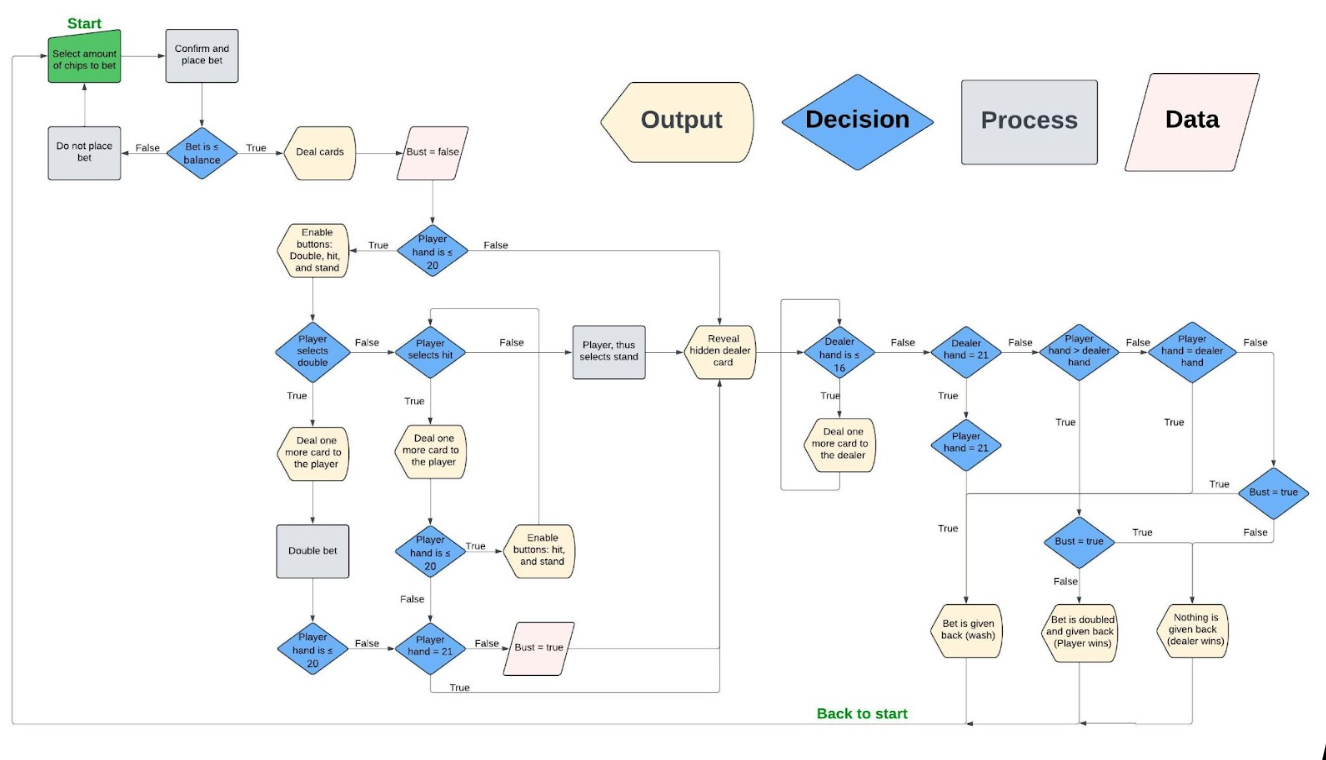 Start
Select amount
of chips to bet
Confirm and
place bet
Output
Decision
Process
Data
Do not place
bet
False
Bet is ≤
balance
True
Deal cards
Bust = false
Enable
buttons:
Double, hit,
and stand
True
Player
hand is ≤
20
False
Player
selects
double
False
Player
selects hit
False
Player, thus
selects stand
Reveal
hidden dealer
card
Dealer
hand is ≤
16
False
Dealer
hand = 21
False
Player
hand > dealer
hand
False
Player
hand = dealer
hand
False
True
True
True
True
True
True
Deal one
more card to
the player
Deal one
more card to
the player
Deal one
more card to
the dealer
Player
hand = 21
True
Bust = true
Double bet
Player
hand is ≤
20
True
Enable
buttons: hit,
and stand
True
Bust = true
True
False
False
False
Player
hand is ≤
20
False
Player
hand = 21
False
Bust = true
True
Bet is given
back (wash)
Bet is doubled
and given back
(Player wins)
Nothing is
given back
(dealer wins)
Back to start